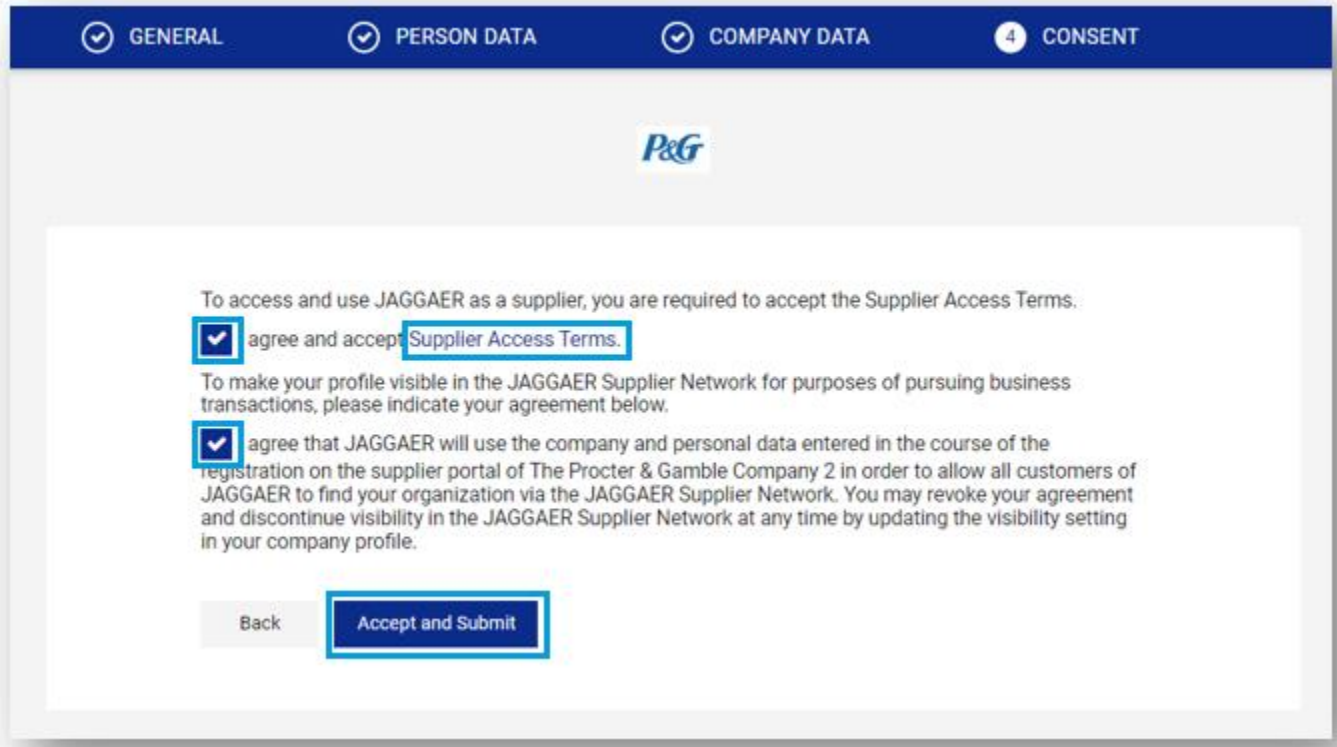 GENERAL PERSON DATA COMPANY DATA 4 CONSENT
P&G
To access and use JAGGAER as a supplier, you are required to accept the Supplier Access Terms.
agree and accept Supplier Access Terms.
To make your profile visible in the JAGGAER Supplier Network for purposes of pursuing business
transactions, please indicate your agreement below.
agree that JAGGAER will use the company and personal data entered in the course of the
registration on the supplier portal of The Procter & Gamble Company 2 in order to allow all customers of
JAGGAER to find your organization via the JAGGAER Supplier Network. You may revoke your agreement
and discontinue visibility in the JAGGAER Supplier Network at any time by updating the visibility setting
in your company profile.
Back Accept and Submit